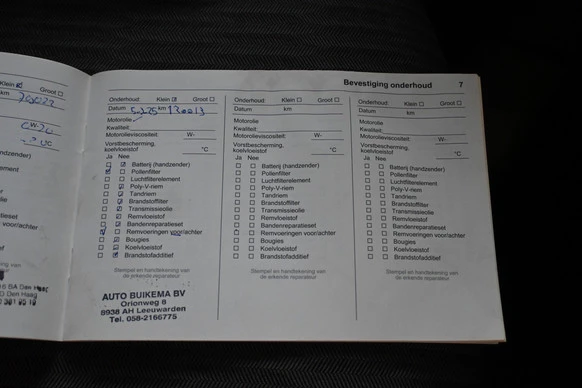 Klein Groot
km
°C
Bevestiging onderhoud 7
Onderhoud: Klein Groot
Datum km
Motorolie
Kwaliteit:
Motorolieviscositeit: W-
Vorstbescherming,
koelvloeistof °C
Ja Nee
Batterij (handzender)
Pollenfilter
Luchtfilterelement
Poly-V-riem
Tandriem
Brandstoffilter
Transmissieolie
Remvloeistof
Bandenreparatieset
Remvoeringen voor/achter
Bougies
Koelvloeistof
Brandstofadditief
Stempel en handtekening van
de erkende reparateur
AUTO BUIKEMA BV
Orionweg 8
8938 AH Leeuwarden
Tel. 058-2166775
Onderhoud: Klein Groot
Datum km
Motorolie
Kwaliteit:
Motorolieviscositeit: W-
Vorstbescherming,
koelvloeistof °C
Ja Nee
Batterij (handzender)
Pollenfilter
Luchtfilterelement
Poly-V-riem
Tandriem
Brandstoffilter
Transmissieolie
Remvloeistof
Bandenreparatieset
Remvoeringen voor/achter
Bougies
Koelvloeistof
Brandstofadditief
Stempel en handtekening van
de erkende reparateur
Onderhoud: Klein Groot
Datum km
Motorolie
Kwaliteit:
Motorolieviscositeit: W-
Vorstbescherming,
koelvloeistof °C
Ja Nee
Batterij (handzender)
Pollenfilter
Luchtfilterelement
Poly-V-riem
Tandriem
Brandstoffilter
Transmissieolie
Remvloeistof
Bandenreparatieset
Remvoeringen voor/achter
Bougies
Koelvloeistof
Brandstofadditief
Stempel en handtekening van
de erkende reparateur